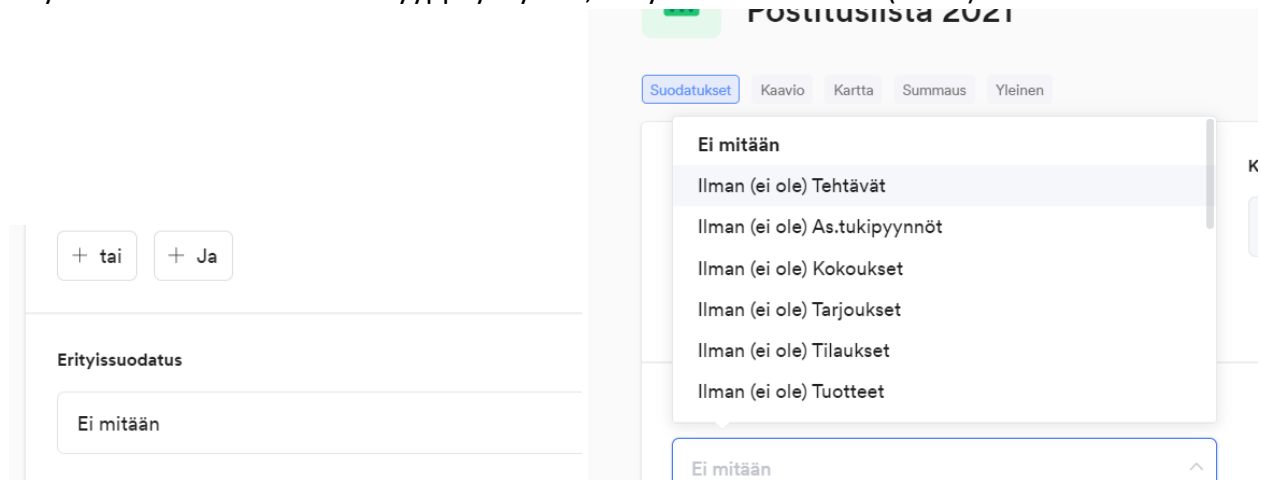 Postituslista 2021
Suodatukset Kaavio Kartta Summaus Yleinen
+ tai + Ja
Erityissuodatus
Ei mitään
Ei mitään
Ilman (ei ole) Tehtävät
Ilman (ei ole) As.tukipyynnöt
Ilman (ei ole) Kokoukset
Ilman (ei ole) Tarjoukset
Ilman (ei ole) Tilaukset
Ilman (ei ole) Tuotteet
Ei mitään
K